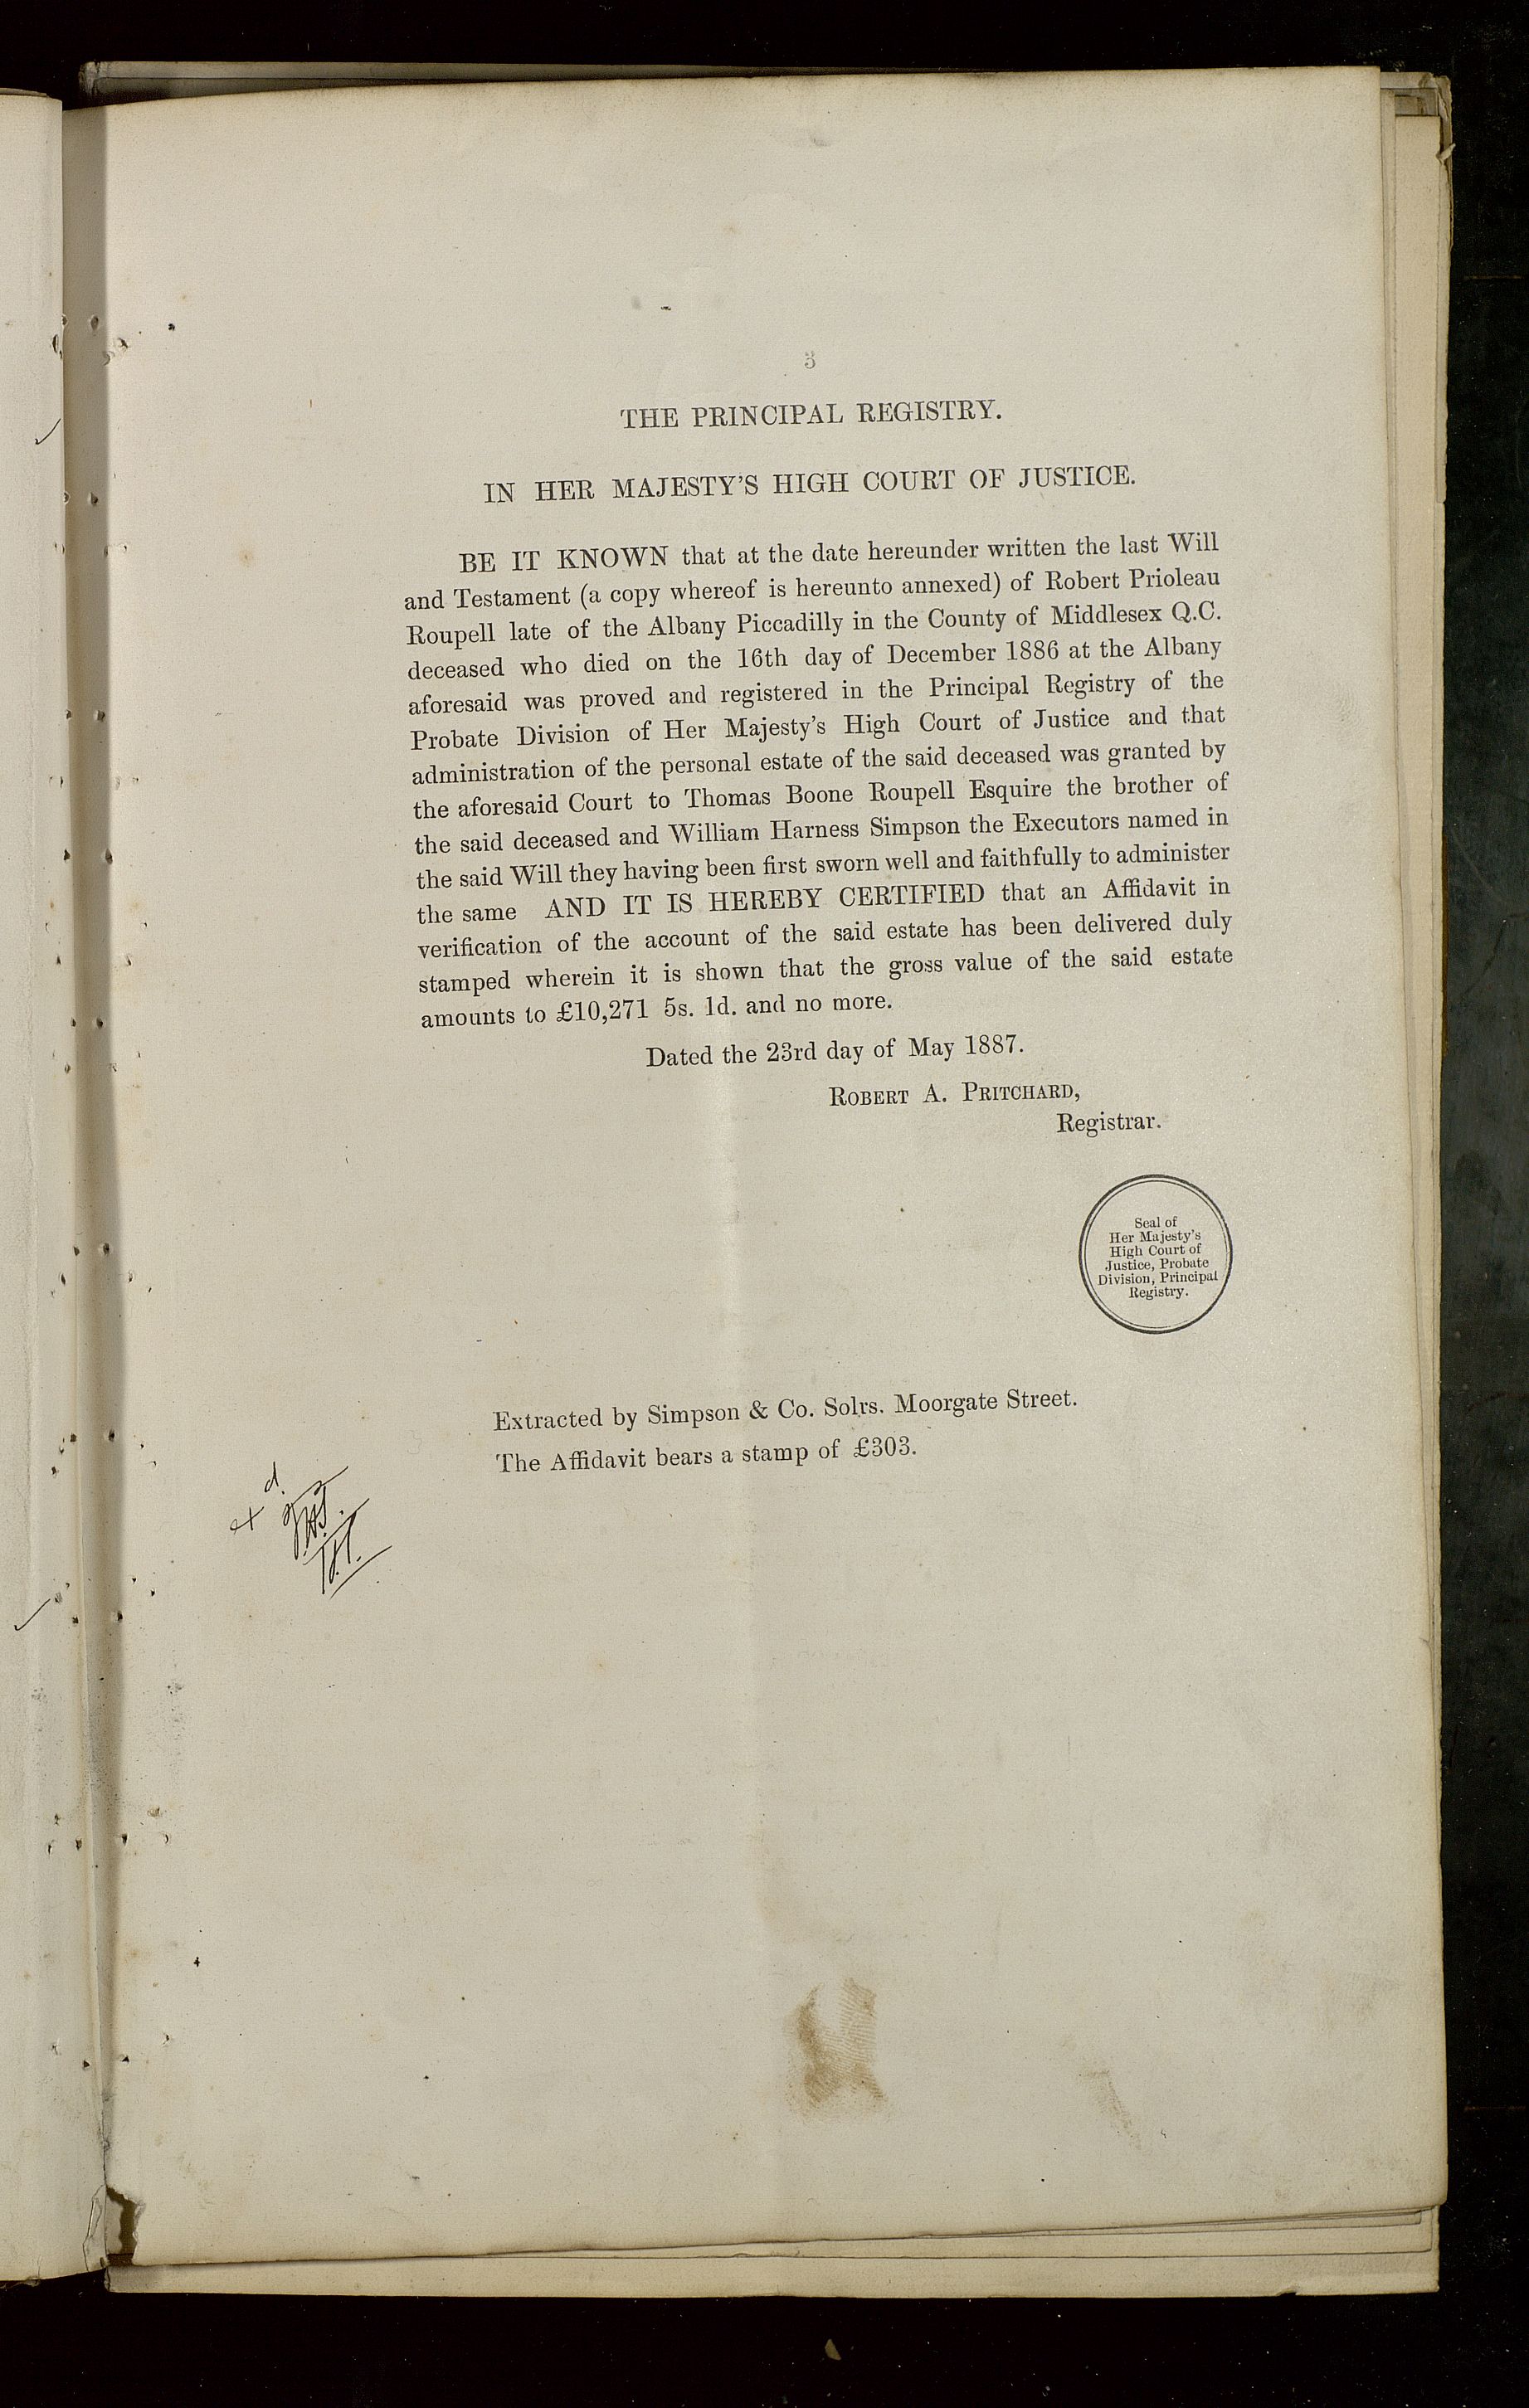 3
THE PRINCIPAL REGISTRY.
IN HER MAJESTY'S HIGH COURT OF JUSTICE.
BE IT KNOWN that at the date hereunder written the last Will
and Testament (a copy whereof is hereunto annexed) of Robert Prioleau
Roupell late of the Albany Piccadilly in the County of Middlesex Q.C.
deceased who died on the 16th day of December 1886 at the Albany
aforesaid was proved and registered in the Principal Registry of the
Probate Division of Her Majesty's High Court of Justice and that
administration of the personal estate of the said deceased was granted by
the aforesaid Court to Thomas Boone Roupell Esquire the brother of
the said deceased and William Harness Simpson the Executors named in
the said Will they having been first sworn well and faithfully to administer
the same AND IT IS HEREBY CERTIFIED that an Affidavit in
verification of the account of the said estate has been delivered duly
stamped wherein it is shown that the gross value of the said estate
amounts to £10,271 5s. 1d. and no more.
Dated the 23rd day of May 1887.
ROBERT A. PRITCHARD,
Registrar.
Seal of
Her Majesty's
High Court of
Justice, Probate
Division, Principal
Registry.
Extracted by Simpson & Co. Solrs. Moorgate Street.
The Affidavit bears a stamp of £303.
exd.